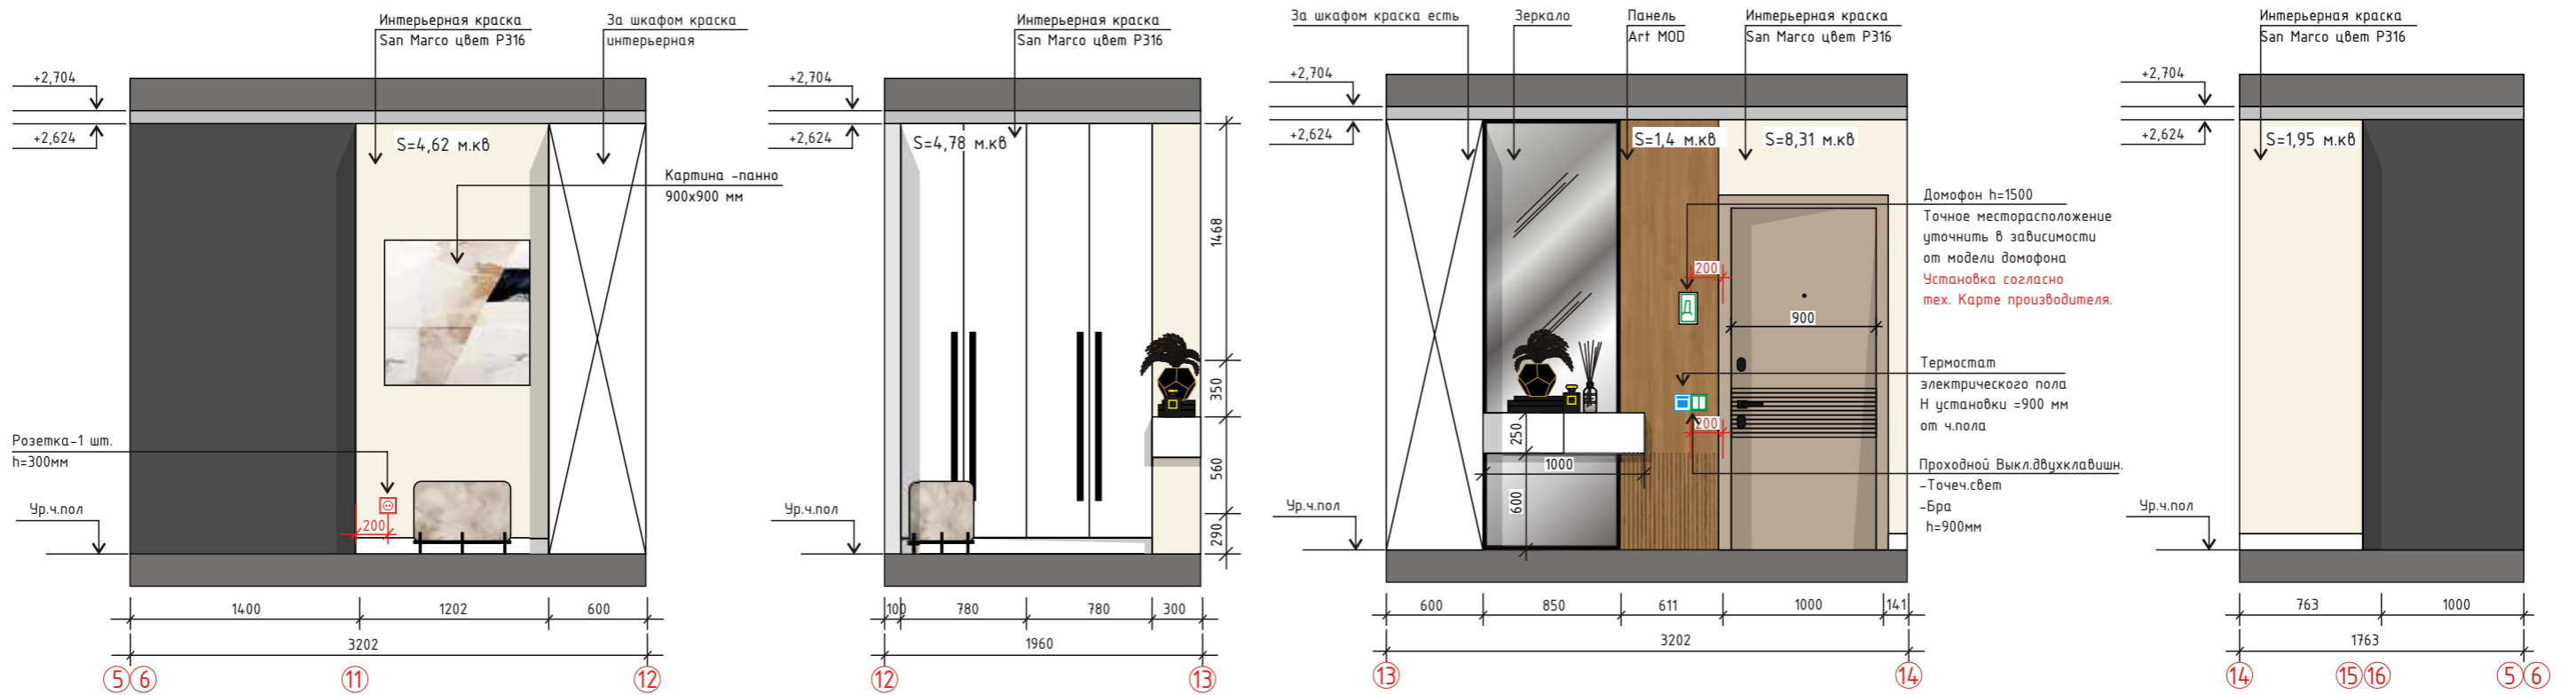 Интерьерная краска
San Marco цвет P316
За шкафом краска
интерьерная
+2,704
+2,624
S=4,62 м.кв
Картина -панно
900x900 мм
Розетка-1 шт.
h=300мм
Ур.ч.пол
200
1400
1202
600
3202
5
6
11
12
Интерьерная краска
San Marco цвет P316
+2,704
+2,624
S=4,78 м.кв
1468
350
560
290
Ур.ч.пол
100
780
780
300
1960
12
13
За шкафом краска есть
Зеркало
Панель
Art MOD
Интерьерная краска
San Marco цвет P316
+2,704
+2,624
S=1,4 м.кв
S=8,31 м.кв
Домофон h=1500
Точное месторасположение
уточнить в зависимости
от модели домофона
Установка согласно
тех. Карте производителя.
200
Д
900
Термостат
электрического пола
Н установки =900 мм
от ч.пола
200
250
1000
600
Проходной Выкл.двухклавишн.
-Точеч.свет
-Бра
h=900мм
Ур.ч.пол
600
850
611
1000
141
3202
13
14
Интерьерная краска
San Marco цвет P316
+2,704
+2,624
S=1,95 м.кв
Ур.ч.пол
763
1000
1763
14
15
16
5
6